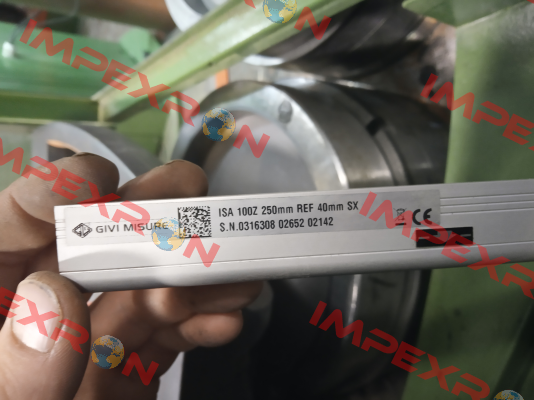 GIVI MISURE
ISA 100Z 250mm REF 40mm SX
S.N.0316308 02652 02142
CE
IMPEXRON
IMPEXRON
IMPEXRON
IMPEXRON
IMPEXRON
IMPEXRON